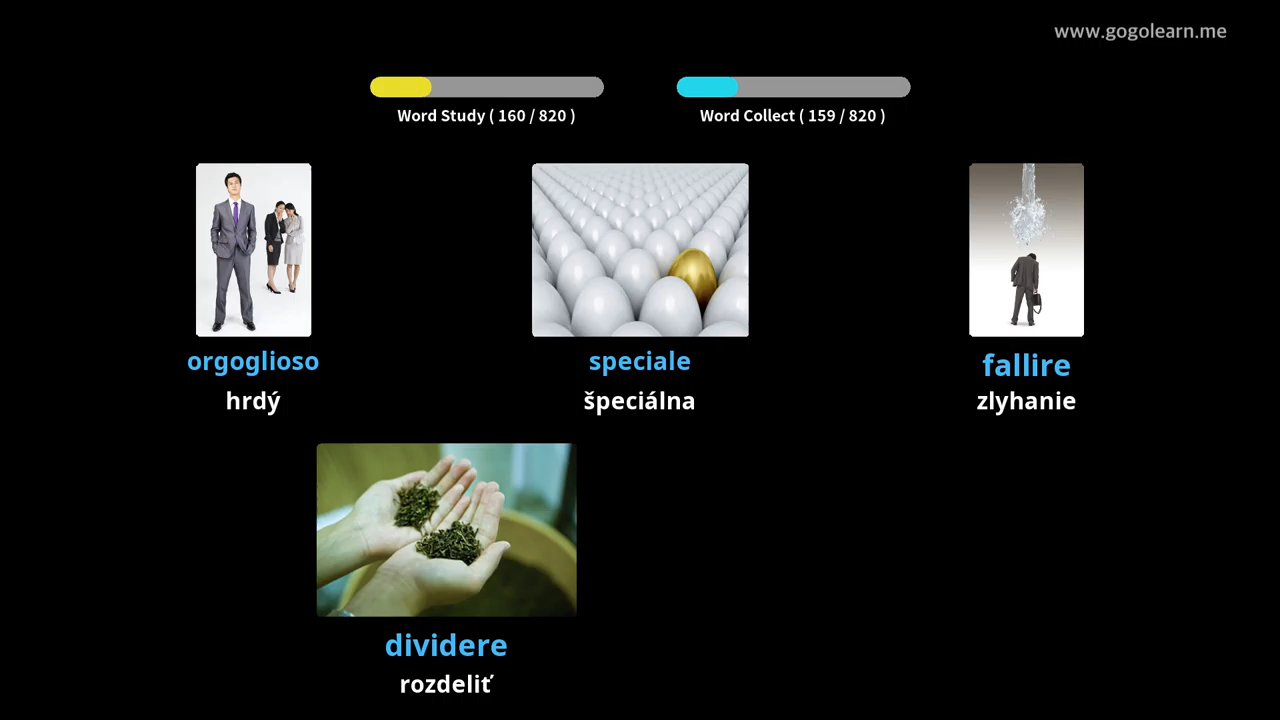 www.gogolearn.me
Word Study ( 160 / 820 )
Word Collect ( 159 / 820 )
orgoglioso
hrdý
speciale
špeciálna
fallire
zlyhanie
dividere
rozdeliť